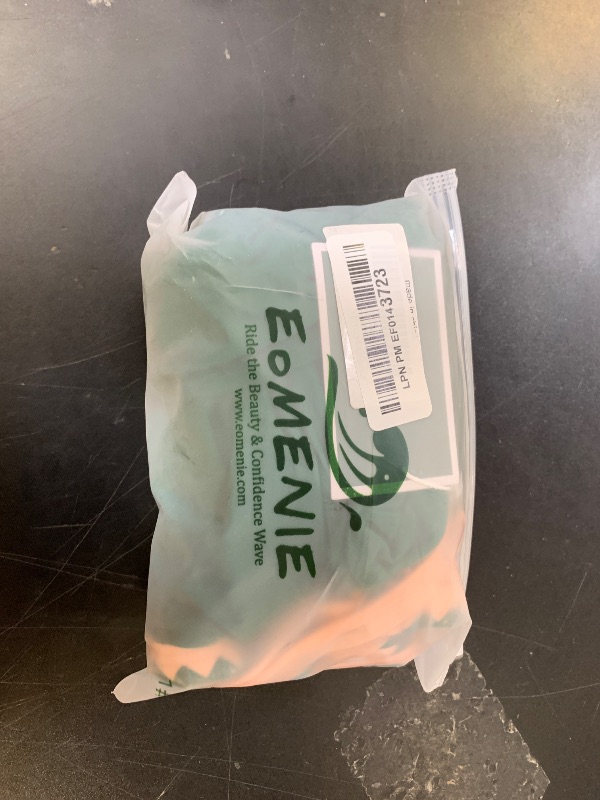 EOMENIE
Ride the Beauty & Confidence Wave
www.eomenie.com
LPN PM EF0143723